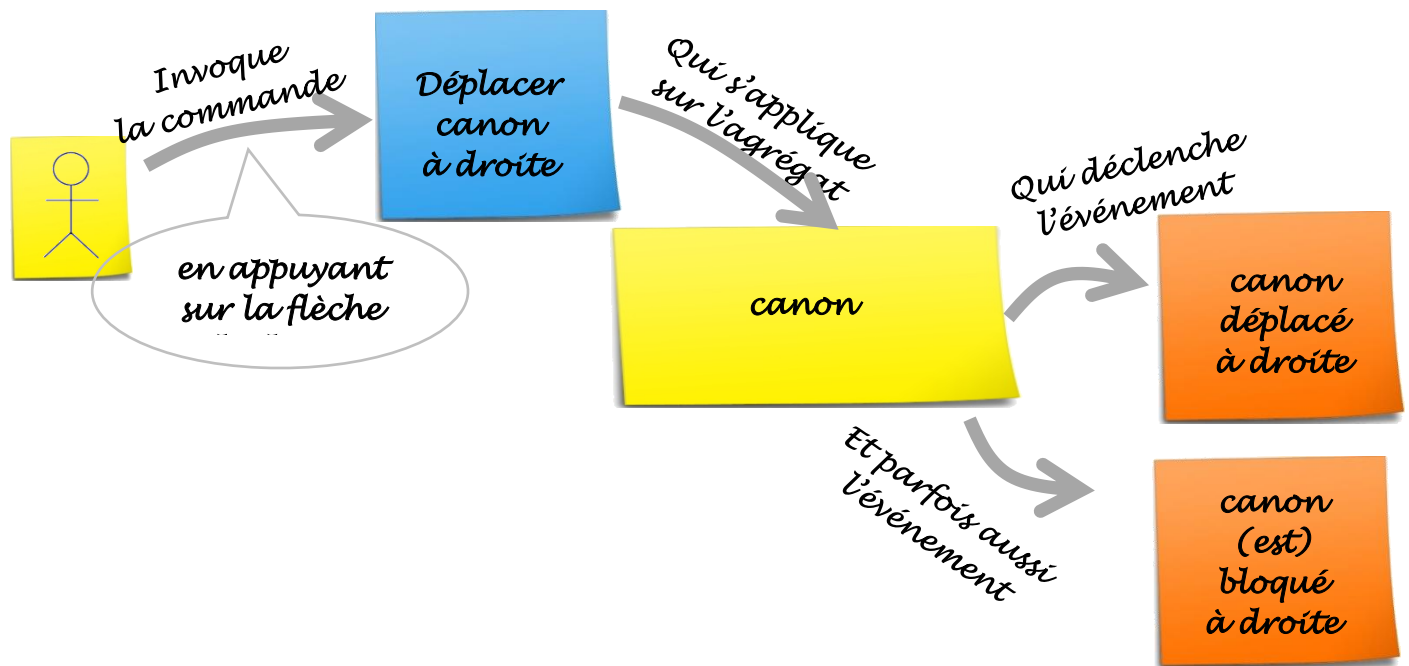 Invoque
la commande
Déplacer
canon
à droite
Qui s'applique
sur l'agrégat
Qui déclenche
l'événement
en appuyant
sur la flèche
canon
canon
déplacé
à droite
Et parfois aussi
l'événement
canon
(est)
bloqué
à droite